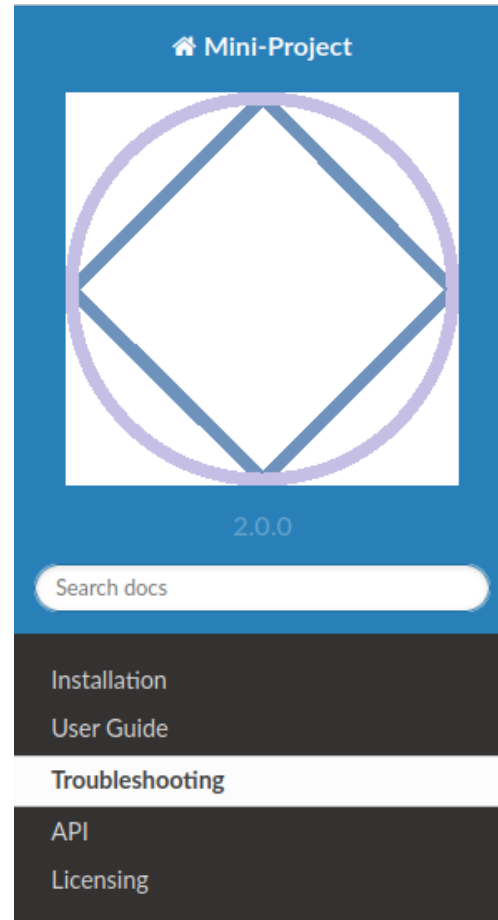 Mini-Project
2.0.0
Search docs
Installation
User Guide
Troubleshooting
API
Licensing